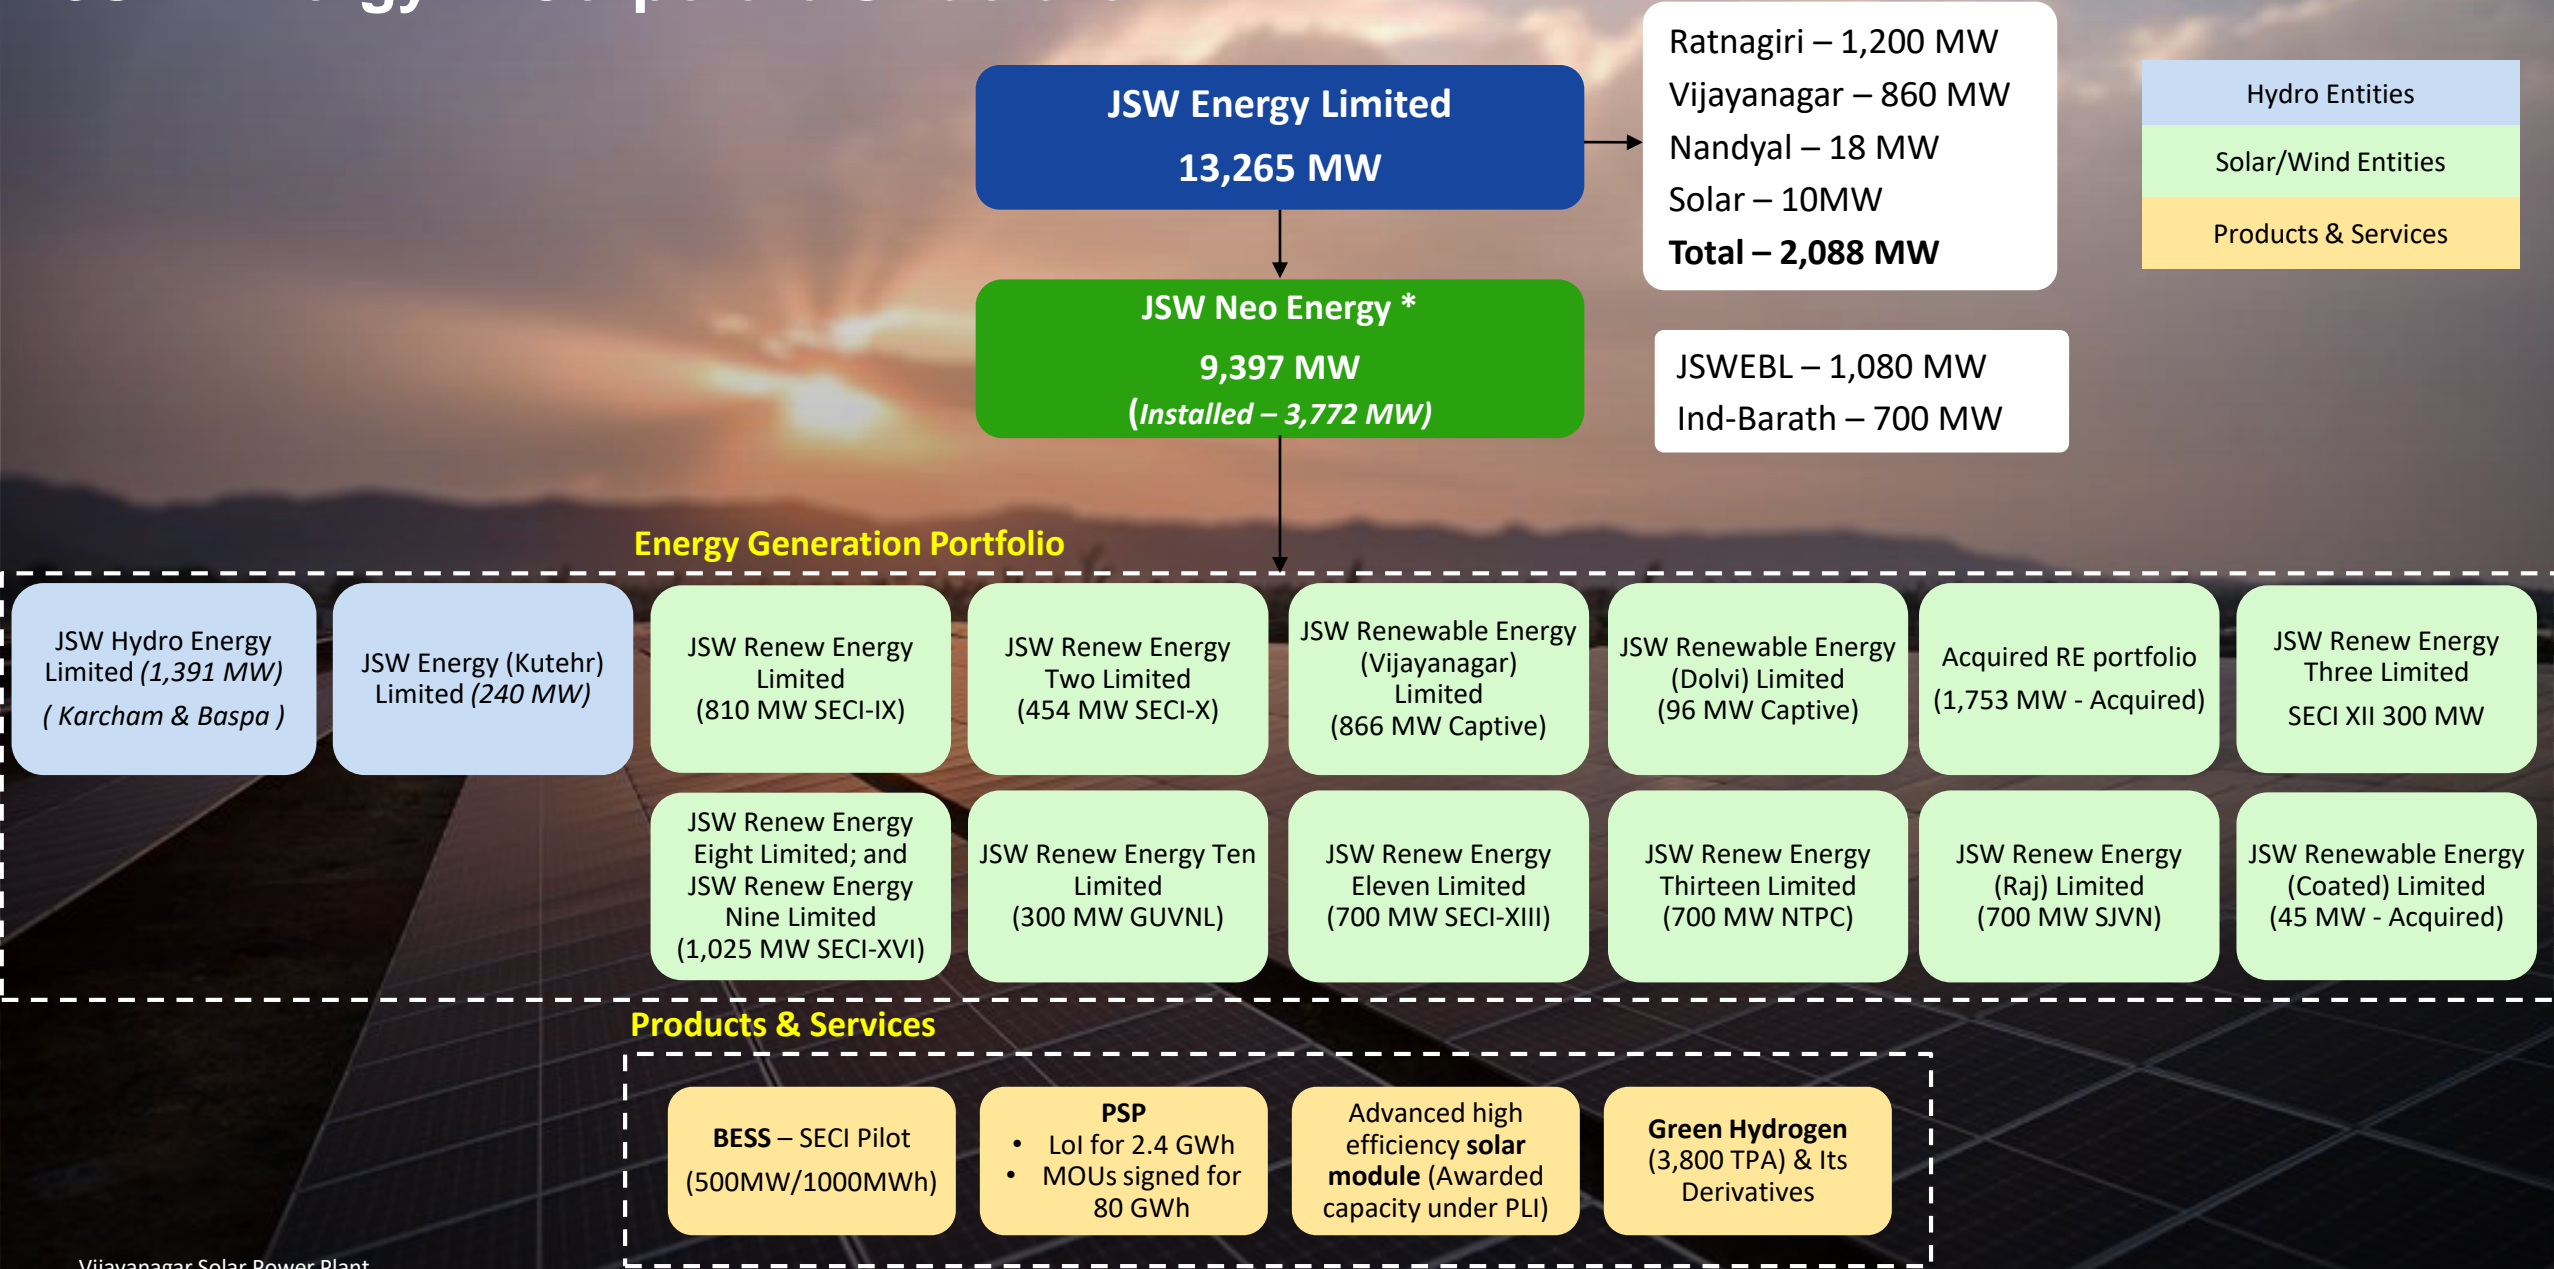 JSW Energy Limited
13,265 MW
Ratnagiri – 1,200 MW
Vijayanagar – 860 MW
Nandyal – 18 MW
Solar – 10MW
Total – 2,088 MW
Hydro Entities
Solar/Wind Entities
Products & Services
JSW Neo Energy *
9,397 MW
(Installed – 3,772 MW)
JSWEBL – 1,080 MW
Ind-Barath – 700 MW
Energy Generation Portfolio
JSW Hydro Energy
Limited (1,391 MW)
( Karcham & Baspa )
JSW Energy (Kutehr)
Limited (240 MW)
JSW Renew Energy
Limited
(810 MW SECI-IX)
JSW Renew Energy
Two Limited
(454 MW SECI-X)
JSW Renewable Energy
(Vijayanagar)
Limited
(866 MW Captive)
JSW Renewable Energy
(Dolvi) Limited
(96 MW Captive)
Acquired RE portfolio
(1,753 MW - Acquired)
JSW Renew Energy
Three Limited
SECI XII 300 MW
JSW Renew Energy
Eight Limited; and
JSW Renew Energy
Nine Limited
(1,025 MW SECI-XVI)
JSW Renew Energy Ten
Limited
(300 MW GUVNL)
JSW Renew Energy
Eleven Limited
(700 MW SECI-XIII)
JSW Renew Energy
Thirteen Limited
(700 MW NTPC)
JSW Renew Energy
(Raj) Limited
(700 MW SJVN)
JSW Renewable Energy
(Coated) Limited
(45 MW - Acquired)
Products & Services
BESS – SECI Pilot
(500MW/1000MWh)
PSP
• LoI for 2.4 GWh
• MOUs signed for
80 GWh
Advanced high
efficiency solar
module (Awarded
capacity under PLI)
Green Hydrogen
(3,800 TPA) & Its
Derivatives
Vijayanagar Solar Power Plant